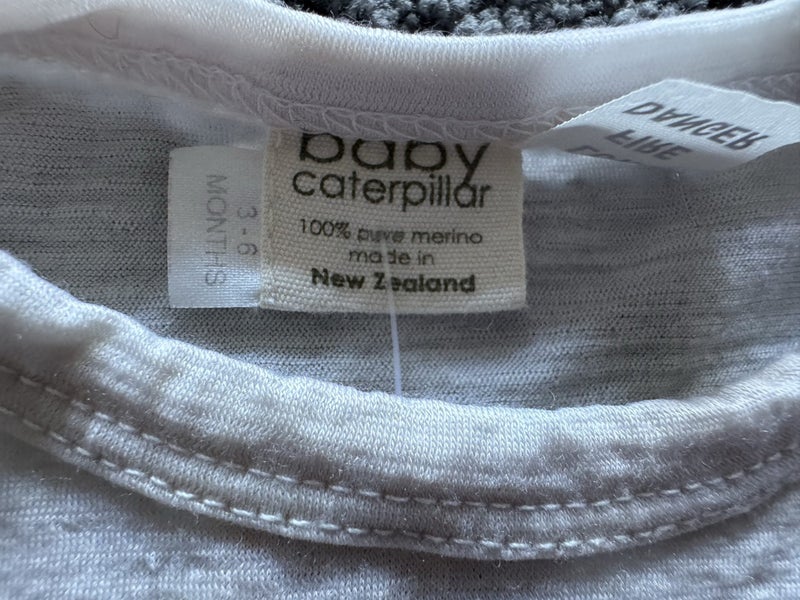 baby
caterpillar
100% pure merino
made in
New Zealand
3 - 6
MONTHS
FIRE
DANGER